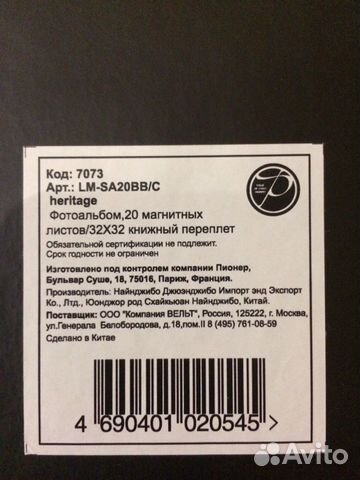 Код: 7073
Арт.: LM-SA20BB/C
heritage
Фотоальбом,20 магнитных
листов/32X32 книжный переплет
Обязательной сертификации не подлежит.
Срок годности не ограничен
Изготовлено под контролем компании Пионер,
Бульвар Суше, 18, 75016, Париж, Франция.
Производитель: Найнджибо Джюэнджибо Импорт энд Экспорт
Ко., Лтд., Юонджор род Схайкьюан Найнджибо, Китай.
Поставщик: ООО "Компания ВЕЛЬТ", Россия, 125222, г. Москва,
ул.Генерала Белобородова, д.18,пом.II 8 (495) 761-08-59
Сделано в Китае
4 690401 020545 >
Avito